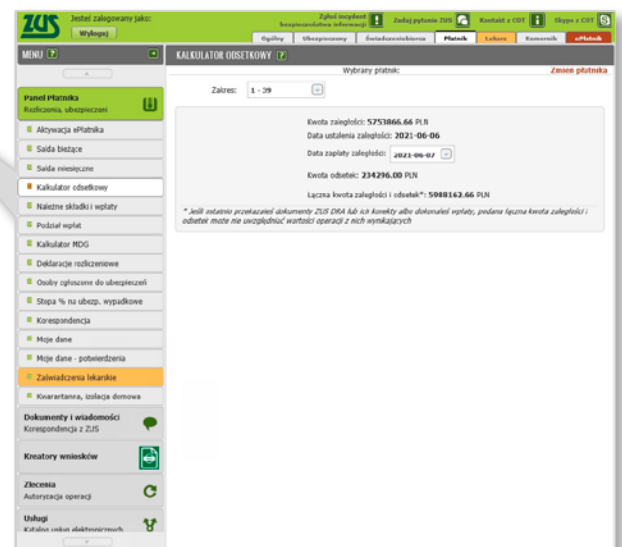 ZUS
Jesteś zalogowany jako:
Wyloguj
Zgłoś incydent
bezpieczeństwa informacji
Zadaj pytanie ZUS
Kontakt z COT
Skype z COT
Ogólny
Ubezpieczony
Świadczeniobiorca
Płatnik
Lekarz
Komornik
ePłatnik
MENU
Panel Płatnika
Rozliczenia, ubezpieczeni
Aktywacja ePłatnika
Salda bieżące
Salda miesięczne
Kalkulator odsetkowy
Należne składki i wpłaty
Podział wpłat
Kalkulator MDG
Deklaracje rozliczeniowe
Osoby zgłoszone do ubezpieczeń
Stopa % na ubezp. wypadkowe
Korespondencja
Moje dane
Moje dane - potwierdzenia
Zaświadczenia lekarskie
Kwarantanna, izolacja domowa
Dokumenty i wiadomości
Korespondencja z ZUS
Kreatory wniosków
Zlecenia
Autoryzacja operacji
Usługi
Katalog usług elektronicznych
KALKULATOR ODSETKOWY
Wybrany płatnik:
Zmień płatnika
Zakres: 1 - 39
Kwota zaległości: 5753866.66 PLN
Data ustalenia zaległości: 2021-06-06
Data zapłaty zaległości: 2021-06-07
Kwota odsetek: 234296.00 PLN
Łączna kwota zaległości i odsetek*: 5988162.66 PLN
* Jeśli ostatnio przekazałeś dokumenty ZUS DRA lub ich korekty albo dokonałeś wpłaty, podana łączna kwota zaległości i
odsetek może nie uwzględniać wartości operacji z nich wynikających